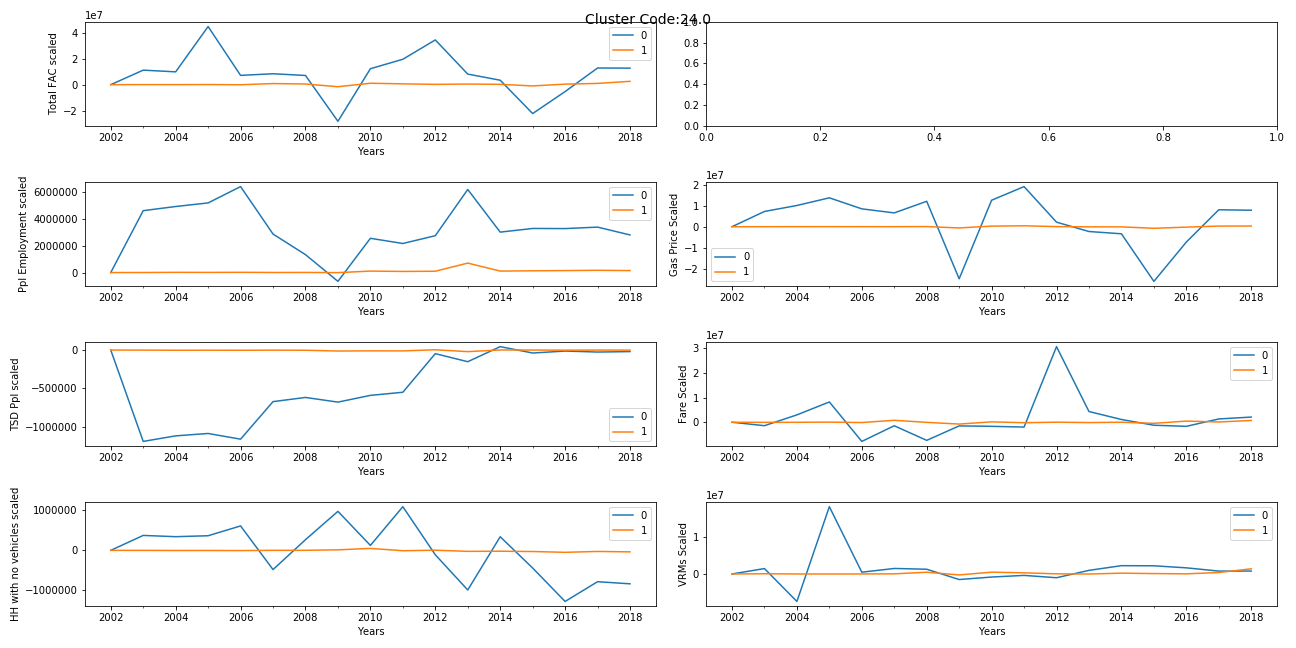 Cluster Code:24.0
1e7
Total FAC scaled
4
2
0
−2
0
1
2002 2004 2006 2008 2010 2012 2014 2016 2018
Years
1.0
0.8
0.6
0.4
0.2
0.0
0.0 0.2 0.4 0.6 0.8 1.0
Ppl Employment scaled
6000000
4000000
2000000
0
0
1
2002 2004 2006 2008 2010 2012 2014 2016 2018
Years
1e7
Gas Price Scaled
2
1
0
−1
−2
0
1
2002 2004 2006 2008 2010 2012 2014 2016 2018
Years
TSD Ppl scaled
0
−500000
−1000000
0
1
2002 2004 2006 2008 2010 2012 2014 2016 2018
Years
1e7
Fare Scaled
3
2
1
0
0
1
2002 2004 2006 2008 2010 2012 2014 2016 2018
Years
HH with no vehicles scaled
1000000
0
−1000000
0
1
2002 2004 2006 2008 2010 2012 2014 2016 2018
Years
1e7
VRMs Scaled
1
0
0
1
2002 2004 2006 2008 2010 2012 2014 2016 2018
Years